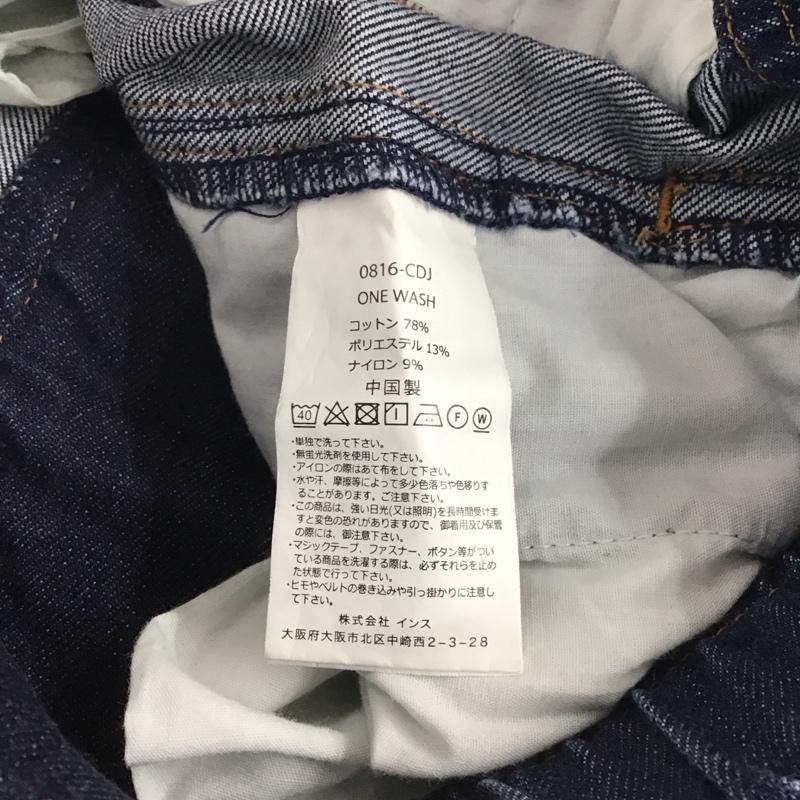 0816-CDJ
ONE WASH
コットン 78%
ポリエステル 13%
ナイロン 9%
中国製
40 F W
・単独で洗って下さい。
・無蛍光洗剤を使用して下さい。
・アイロンの際はあて布をして下さい。
・水や汗、摩擦等によって多少色落ちや色移りす
ることがあります。ご注意下さい。
・この商品は、強い日光(又は照明)を長時間受けま
すと変色の恐れがありますので、御着用及び保管
の際には、御注意下さい。
・マジックテープ、ファスナー、ボタン等がつい
ている商品を洗濯する際は、必ずそれらを止め
た状態で行って下さい。
・ヒモやベルトの巻き込みや引っ掛かりに注意し
て下さい。
株式会社 インス
大阪府大阪市北区中崎西2-3-28